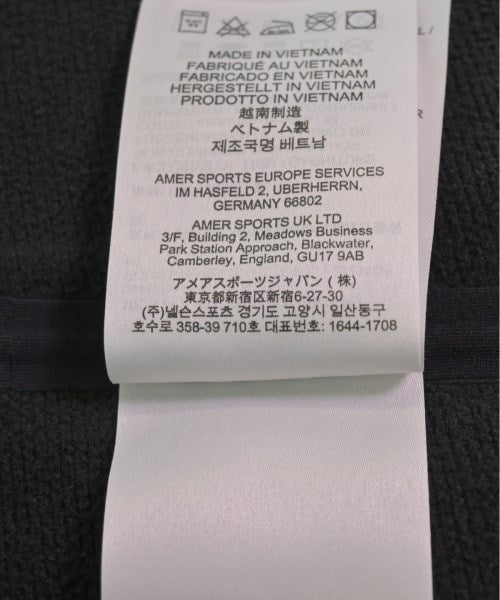 L /
MADE IN VIETNAM
FABRIQUÉ AU VIETNAM
FABRICADO EN VIETNAM
HERGESTELLT IN VIETNAM
PRODOTTO IN VIETNAM
越南制造
ベトナム製
제조국명 베트남
R
AMER SPORTS EUROPE SERVICES
IM HASFELD 2, UBERHERRN,
GERMANY 66802
AMER SPORTS UK LTD
3/F, Building 2, Meadows Business
Park Station Approach, Blackwater,
Camberley, England, GU17 9AB
アメアスポーツジャパン (株)
東京都新宿区新宿6-27-30
(주)넬슨스포츠 경기도 고양시 일산동구
호수로 358-39 710호 대표번호: 1644-1708